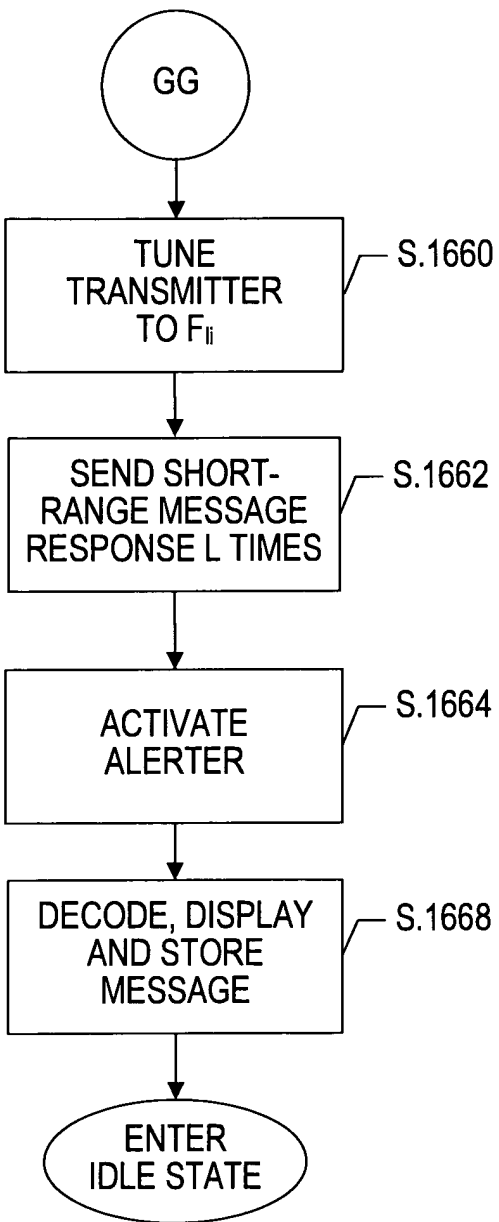 GG
TUNE
TRANSMITTER
TO Fli
S.1660
SEND SHORT-
RANGE MESSAGE
RESPONSE L TIMES
S.1662
ACTIVATE
ALERTER
S.1664
DECODE, DISPLAY
AND STORE
MESSAGE
S.1668
ENTER
IDLE STATE